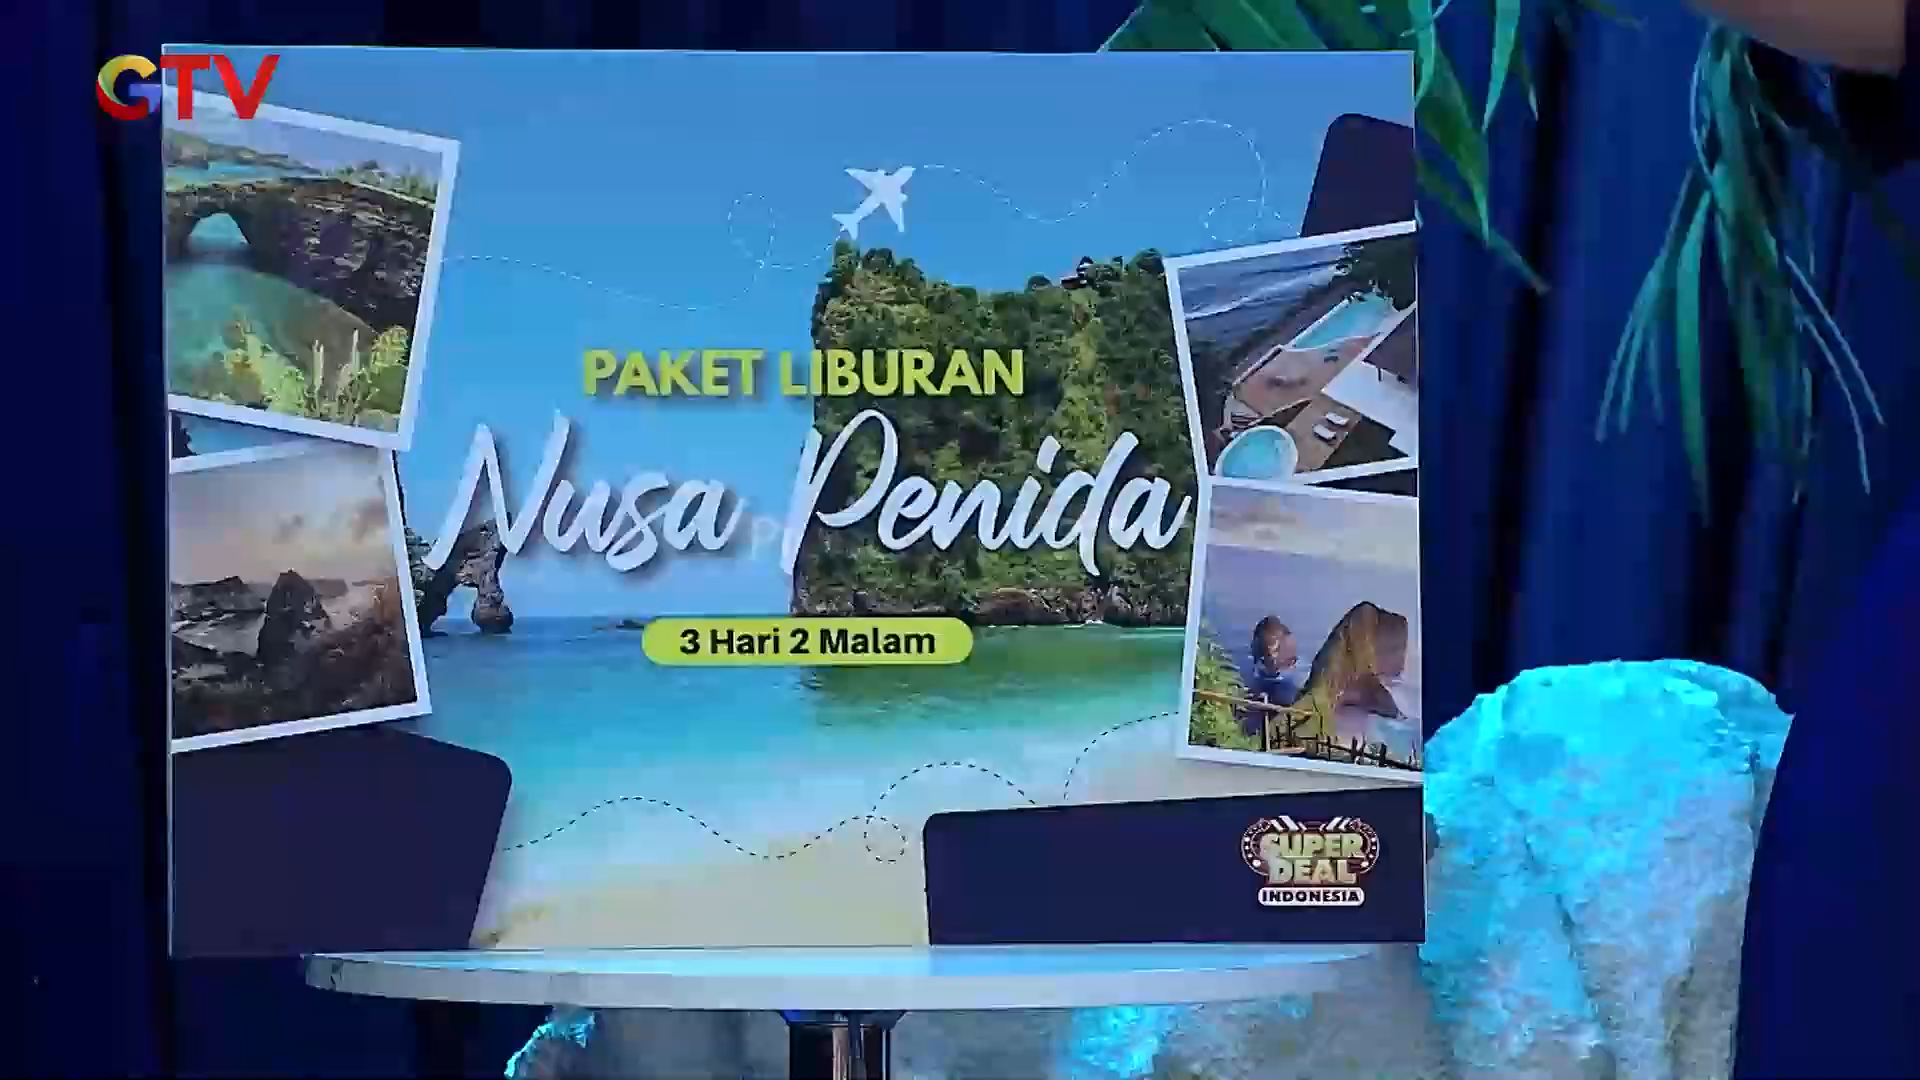 GTV
PAKET LIBURAN
Nusa Penida
3 Hari 2 Malam
SUPER
DEAL
INDONESIA